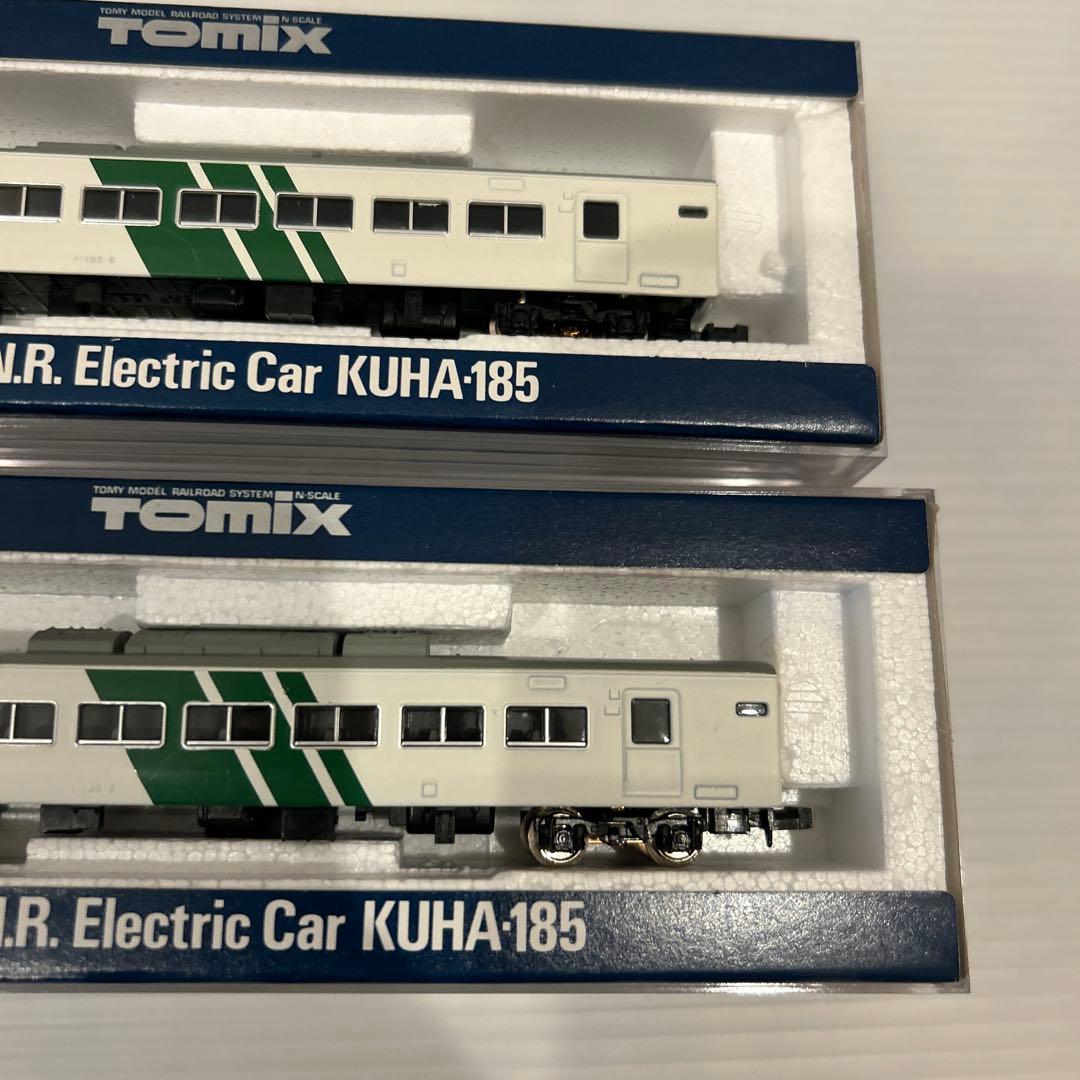 TOMY MODEL RAILROAD SYSTEM N-SCALE
TOMIX
N.R. Electric Car KUHA·185
TOMY MODEL RAILROAD SYSTEM N-SCALE
TOMIX
.R. Electric Car KUHA·185